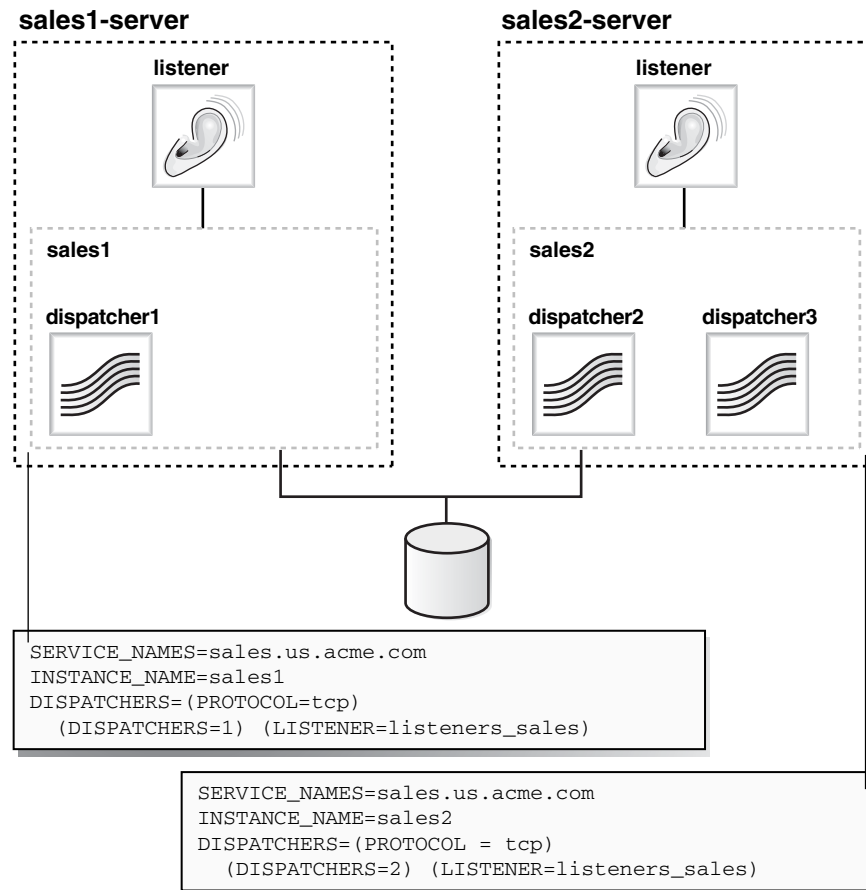 sales1-server
sales2-server
listener
listener
sales1
sales2
dispatcher1
dispatcher2
dispatcher3
SERVICE_NAMES=sales.us.acme.com
INSTANCE_NAME=sales1
DISPATCHERS=(PROTOCOL=tcp)
(DISPATCHERS=1) (LISTENER=listeners_sales)
SERVICE_NAMES=sales.us.acme.com
INSTANCE_NAME=sales2
DISPATCHERS=(PROTOCOL = tcp)
(DISPATCHERS=2) (LISTENER=listeners_sales)